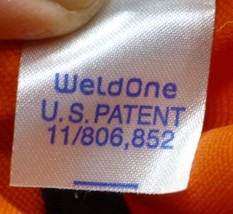 WeldOne
U.S. PATENT
11/806,852